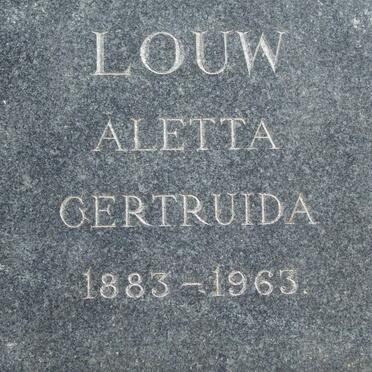 LOUW
ALETTA
GERTRUIDA
1883 – 1963.